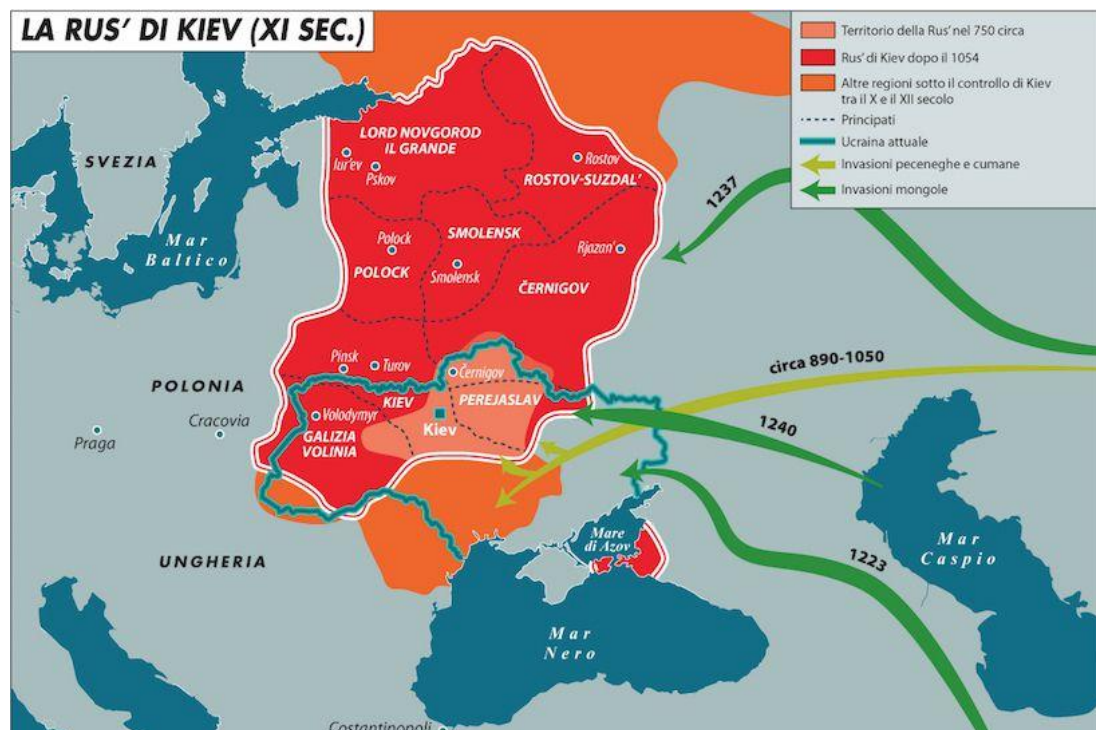 LA RUS' DI KIEV (XI SEC.)
Territorio della Rus' nel 750 circa
Rus' di Kiev dopo il 1054
Altre regioni sotto il controllo di Kiev
tra il X e il XII secolo
Principati
Ucraina attuale
Invasioni peceneghe e cumane
Invasioni mongole
LORD NOVGOROD
IL GRANDE
SVEZIA
Iur'ev
Pskov
Rostov
ROSTOV-SUZDAL'
1237
Mar
Baltico
SMOLENSK
Polock
POLOCK
Smolensk
Rjazan'
ČERNIGOV
Pinsk
Turov
Černigov
circa 890-1050
POLONIA
KIEV
PEREJASLAV
Volodymyr
Kiev
Cracovia
Praga
GALIZIA
VOLINIA
1240
Mare
di Azov
Mar
Caspio
UNGHERIA
1223
Mar
Nero
Costantinopoli